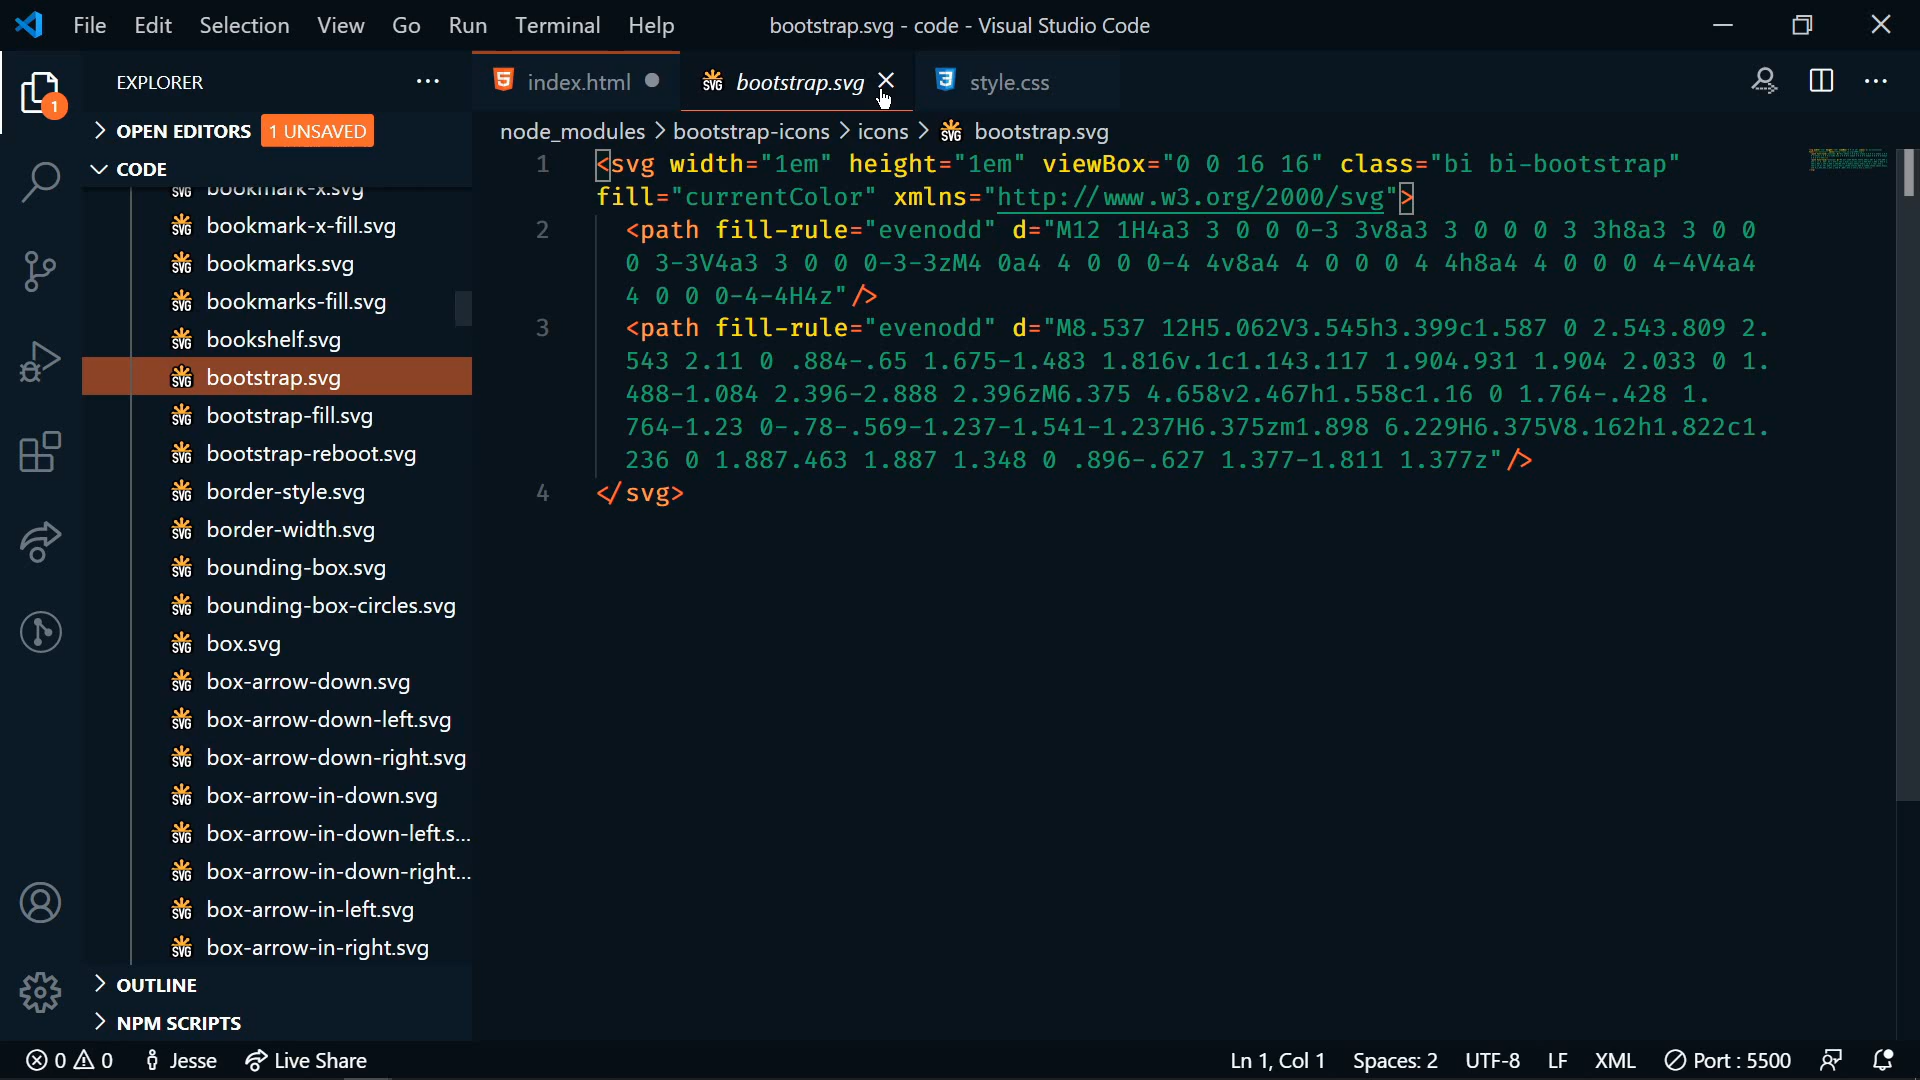 File Edit Selection View Go Run Terminal Help bootstrap.svg - code - Visual Studio Code
EXPLORER
index.html bootstrap.svg style.css
1
OPEN EDITORS 1 UNSAVED
node_modules > bootstrap-icons > icons > bootstrap.svg
CODE
bookmark-x.svg
bookmark-x-fill.svg
bookmarks.svg
bookmarks-fill.svg
bookshelf.svg
bootstrap.svg
bootstrap-fill.svg
bootstrap-reboot.svg
border-style.svg
border-width.svg
bounding-box.svg
bounding-box-circles.svg
box.svg
box-arrow-down.svg
box-arrow-down-left.svg
box-arrow-down-right.svg
box-arrow-in-down.svg
box-arrow-in-down-left.s...
box-arrow-in-down-right...
box-arrow-in-left.svg
box-arrow-in-right.svg
OUTLINE
NPM SCRIPTS
1 <svg width="1em" height="1em" viewBox="0 0 16 16" class="bi bi-bootstrap"
fill="currentColor" xmlns="http://www.w3.org/2000/svg">
2 <path fill-rule="evenodd" d="M12 1H4a3 3 0 0 0-3 3v8a3 3 0 0 0 3 3h8a3 3 0 0
0 3-3V4a3 3 0 0 0-3-3zM4 0a4 4 0 0 0-4 4v8a4 4 0 0 0 4 4h8a4 4 0 0 0 4-4V4a4
4 0 0 0-4-4H4z"/>
3 <path fill-rule="evenodd" d="M8.537 12H5.062V3.545h3.399c1.587 0 2.543.809 2.
543 2.11 0 .884-.65 1.675-1.483 1.816v.1c1.143.117 1.904.931 1.904 2.033 0 1.
488-1.084 2.396-2.888 2.396zM6.375 4.658v2.467h1.558c1.16 0 1.764-.428 1.
764-1.23 0-.78-.569-1.237-1.541-1.237H6.375zm1.898 6.229H6.375V8.162h1.822c1.
236 0 1.887.463 1.887 1.348 0 .896-.627 1.377-1.811 1.377z"/>
4 </svg>
0 0 Jesse Live Share Ln 1, Col 1 Spaces: 2 UTF-8 LF XML Port : 5500